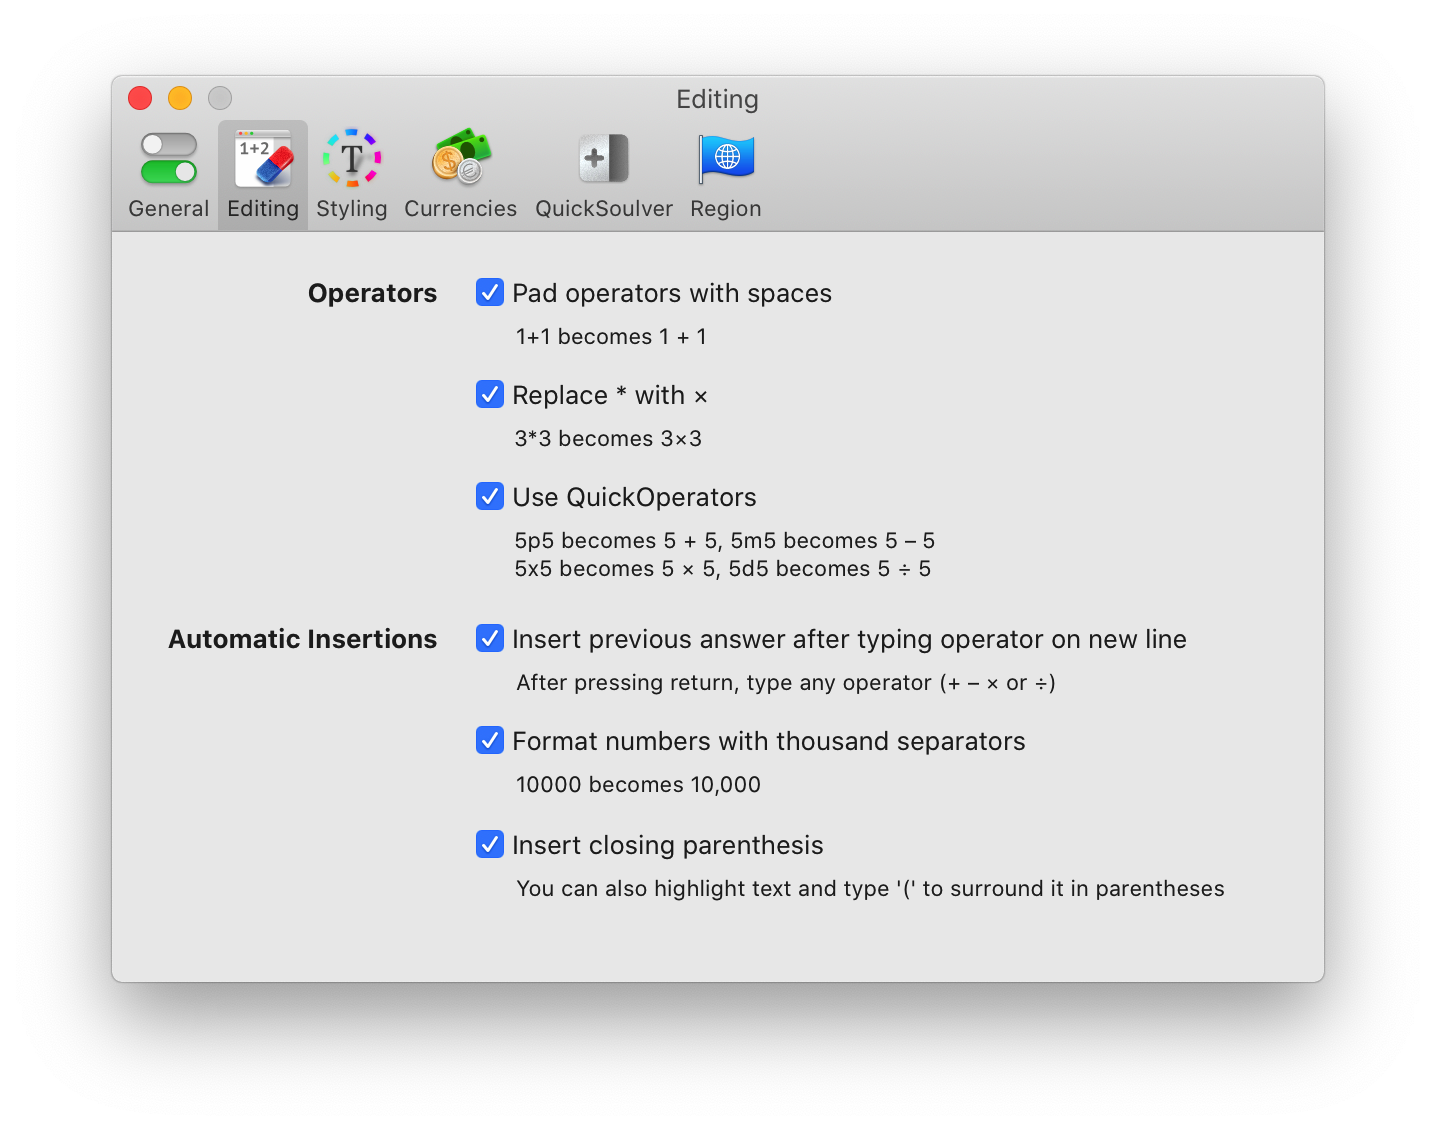 Editing
1+2
T
General
Editing
Styling
Currencies
QuickSoulver
Region
Operators
Pad operators with spaces
1+1 becomes 1 + 1
Replace * with ×
3*3 becomes 3×3
Use QuickOperators
5p5 becomes 5 + 5, 5m5 becomes 5 – 5
5x5 becomes 5 × 5, 5d5 becomes 5 ÷ 5
Automatic Insertions
Insert previous answer after typing operator on new line
After pressing return, type any operator (+ – × or ÷)
Format numbers with thousand separators
10000 becomes 10,000
Insert closing parenthesis
You can also highlight text and type '(' to surround it in parentheses